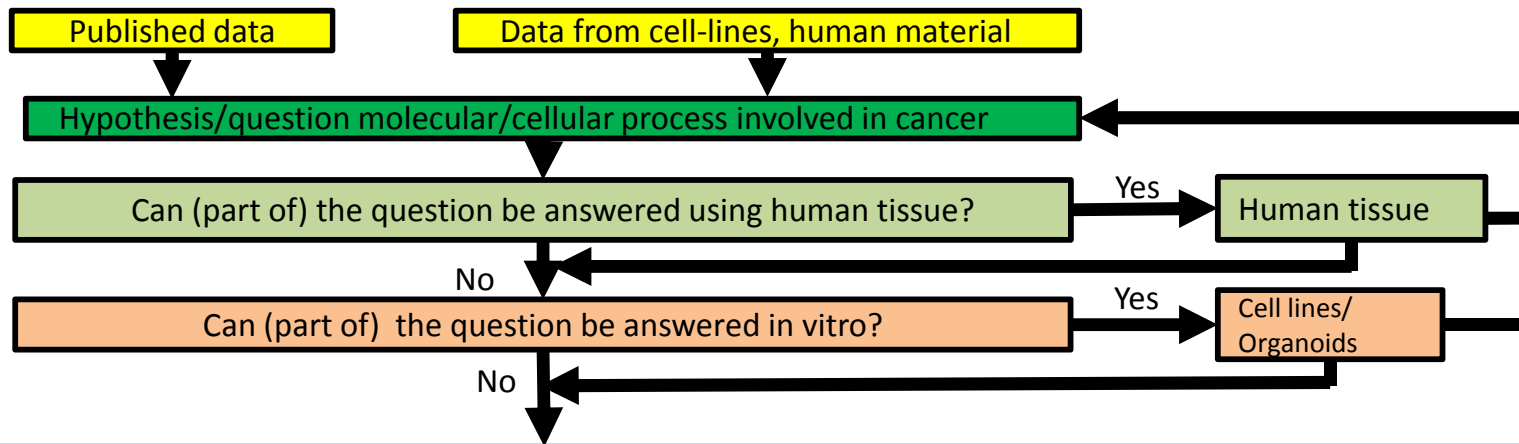 Published data
Data from cell-lines, human material
Hypothesis/question molecular/cellular process involved in cancer
Can (part of) the question be answered using human tissue?
Yes
Human tissue
No
Can (part of) the question be answered in vitro?
Yes
Cell lines/
Organoids
No